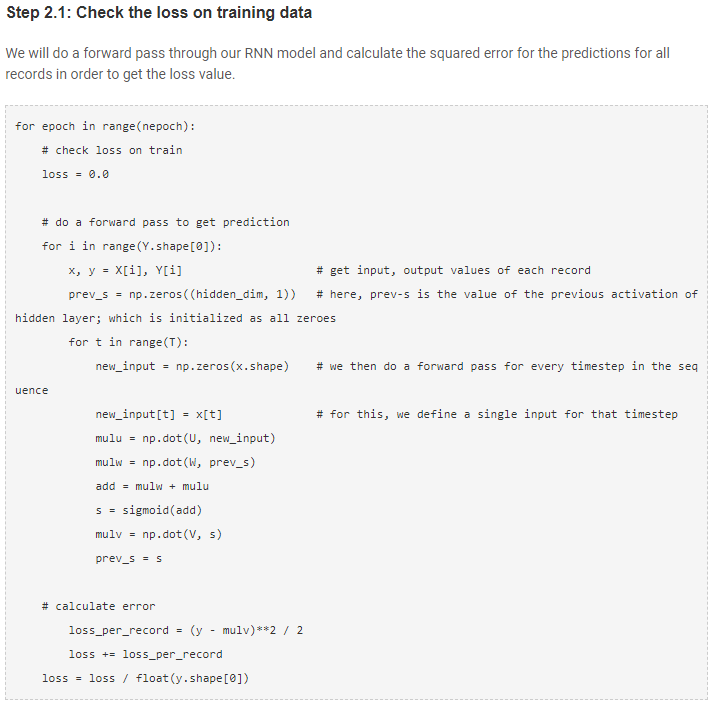 Step 2.1: Check the loss on training data
We will do a forward pass through our RNN model and calculate the squared error for the predictions for all
records in order to get the loss value.
for epoch in range(nepoch):
    # check loss on train
    loss = 0.0
    # do a forward pass to get prediction
    for i in range(Y.shape[0]):
        x, y = X[i], Y[i]                    # get input, output values of each record
        prev_s = np.zeros((hidden_dim, 1))   # here, prev-s is the value of the previous activation of
hidden layer; which is initialized as all zeroes
        for t in range(T):
            new_input = np.zeros(x.shape)    # we then do a forward pass for every timestep in the seq
uence
            new_input[t] = x[t]              # for this, we define a single input for that timestep
            mulu = np.dot(U, new_input)
            mulw = np.dot(W, prev_s)
            add = mulw + mulu
            s = sigmoid(add)
            mulv = np.dot(V, s)
            prev_s = s
    # calculate error
        loss_per_record = (y - mulv)**2 / 2
        loss += loss_per_record
    loss = loss / float(y.shape[0])